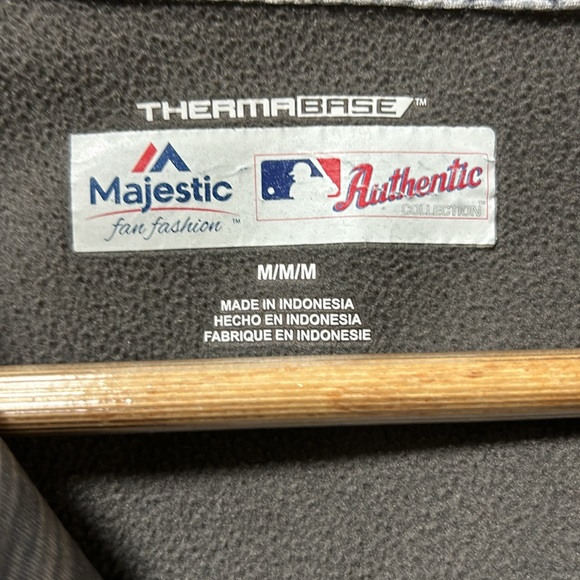 THERMABASE™
Majestic
fan fashion™
Authentic
COLLECTION™
M/M/M
MADE IN INDONESIA
HECHO EN INDONESIA
FABRIQUE EN INDONESIE